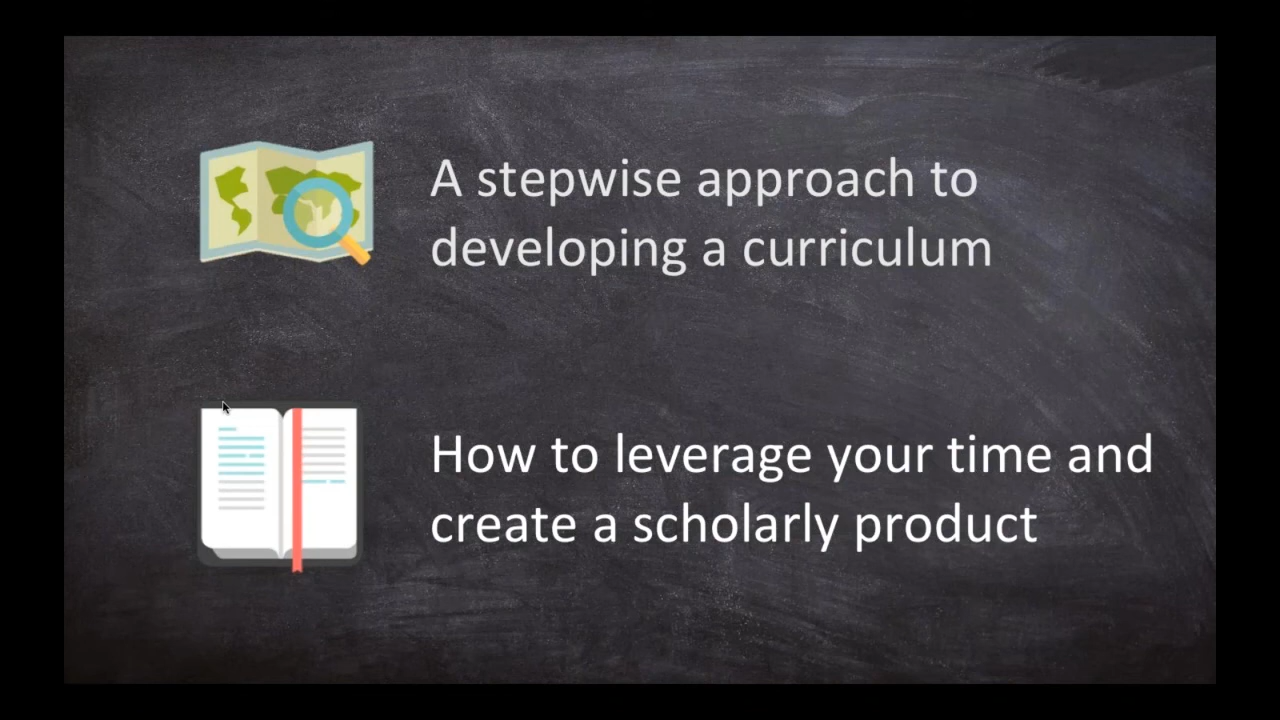 A stepwise approach to
developing a curriculum
How to leverage your time and
create a scholarly product